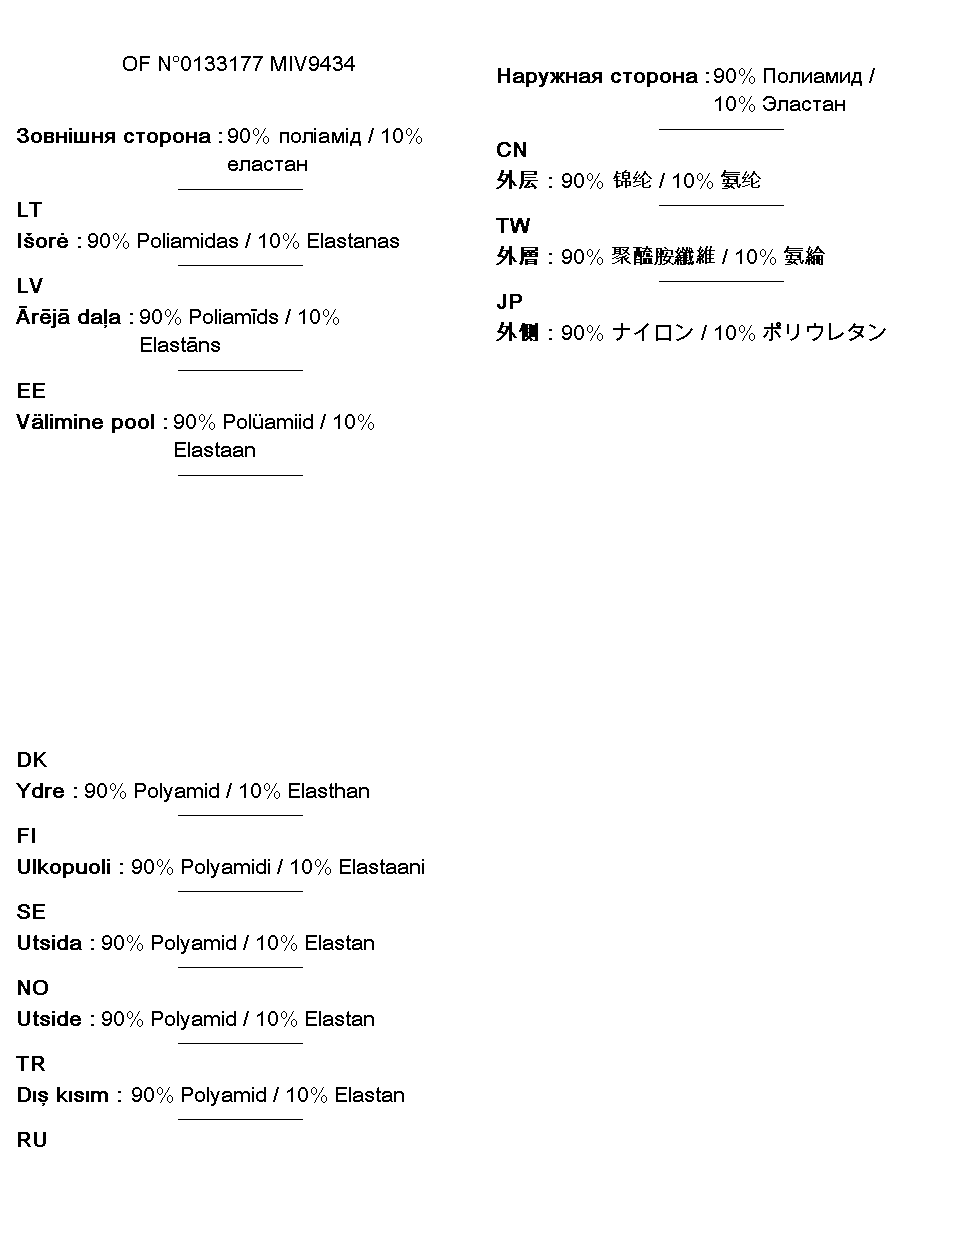 OF N°0133177 MIV9434
Зовнішня сторона : 90% поліамід / 10%
еластан
LT
Išorė : 90% Poliamidas / 10% Elastanas
LV
Ārējā daļa : 90% Poliamīds / 10%
Elastāns
EE
Välimine pool : 90% Polüamiid / 10%
Elastaan
DK
Ydre : 90% Polyamid / 10% Elasthan
FI
Ulkopuoli : 90% Polyamidi / 10% Elastaani
SE
Utsida : 90% Polyamid / 10% Elastan
NO
Utside : 90% Polyamid / 10% Elastan
TR
Dış kısım : 90% Polyamid / 10% Elastan
RU
Наружная сторона : 90% Полиамид /
10% Эластан
CN
外层 : 90% 锦纶 / 10% 氨纶
TW
外層 : 90% 聚醯胺纖維 / 10% 氨綸
JP
外側 : 90% ナイロン / 10% ポリウレタン